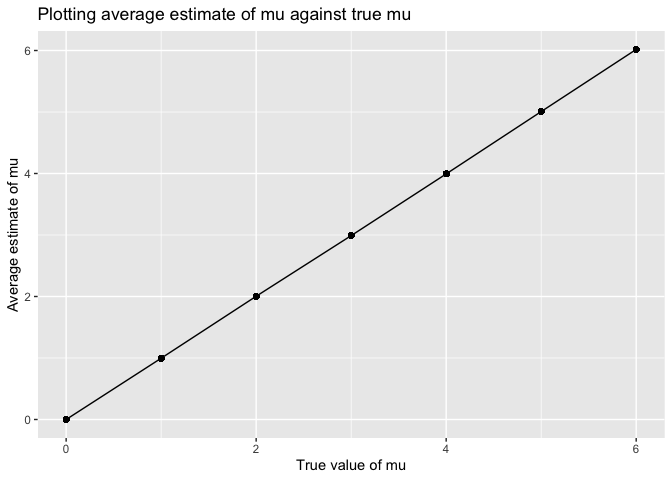 Plotting average estimate of mu against true mu
6
4
2
0
Average estimate of mu
0 2 4 6
True value of mu